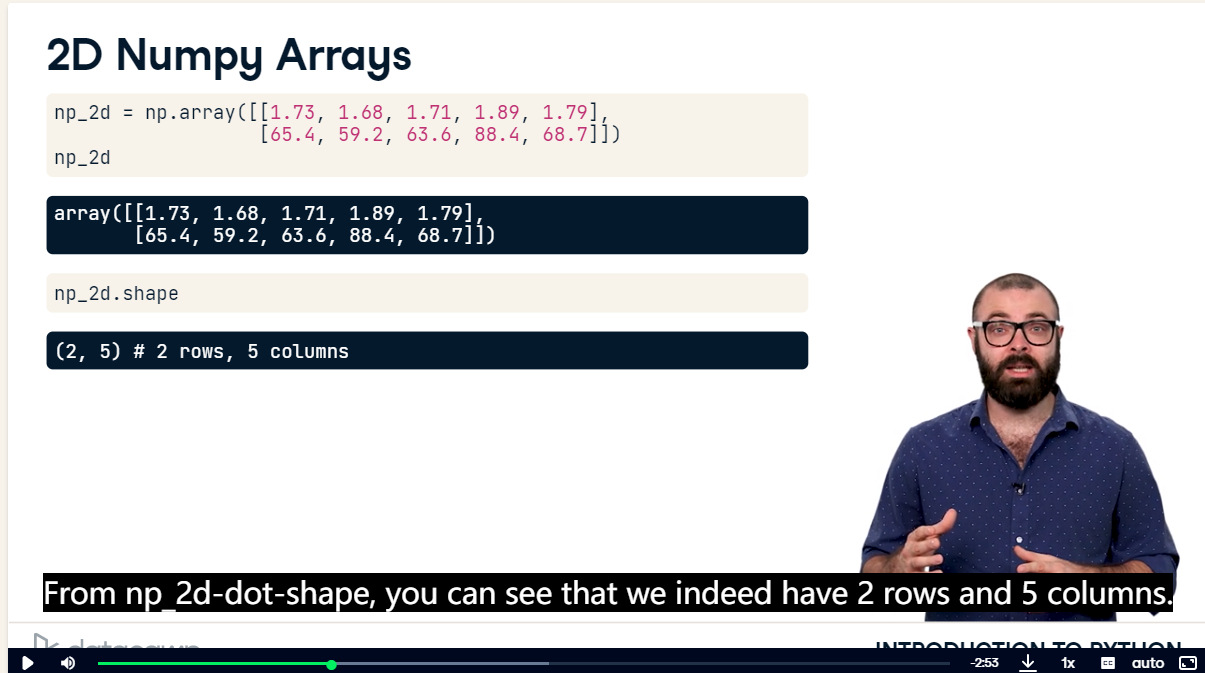 2D Numpy Arrays
np_2d = np.array([[1.73, 1.68, 1.71, 1.89, 1.79],
[65.4, 59.2, 63.6, 88.4, 68.7]])
np_2d
array([[1.73, 1.68, 1.71, 1.89, 1.79],
[65.4, 59.2, 63.6, 88.4, 68.7]])
np_2d.shape
(2, 5) # 2 rows, 5 columns
From np_2d-dot-shape, you can see that we indeed have 2 rows and 5 columns.
datacamp
INTRODUCTION TO PYTHON
-2:53
1x
CC
auto